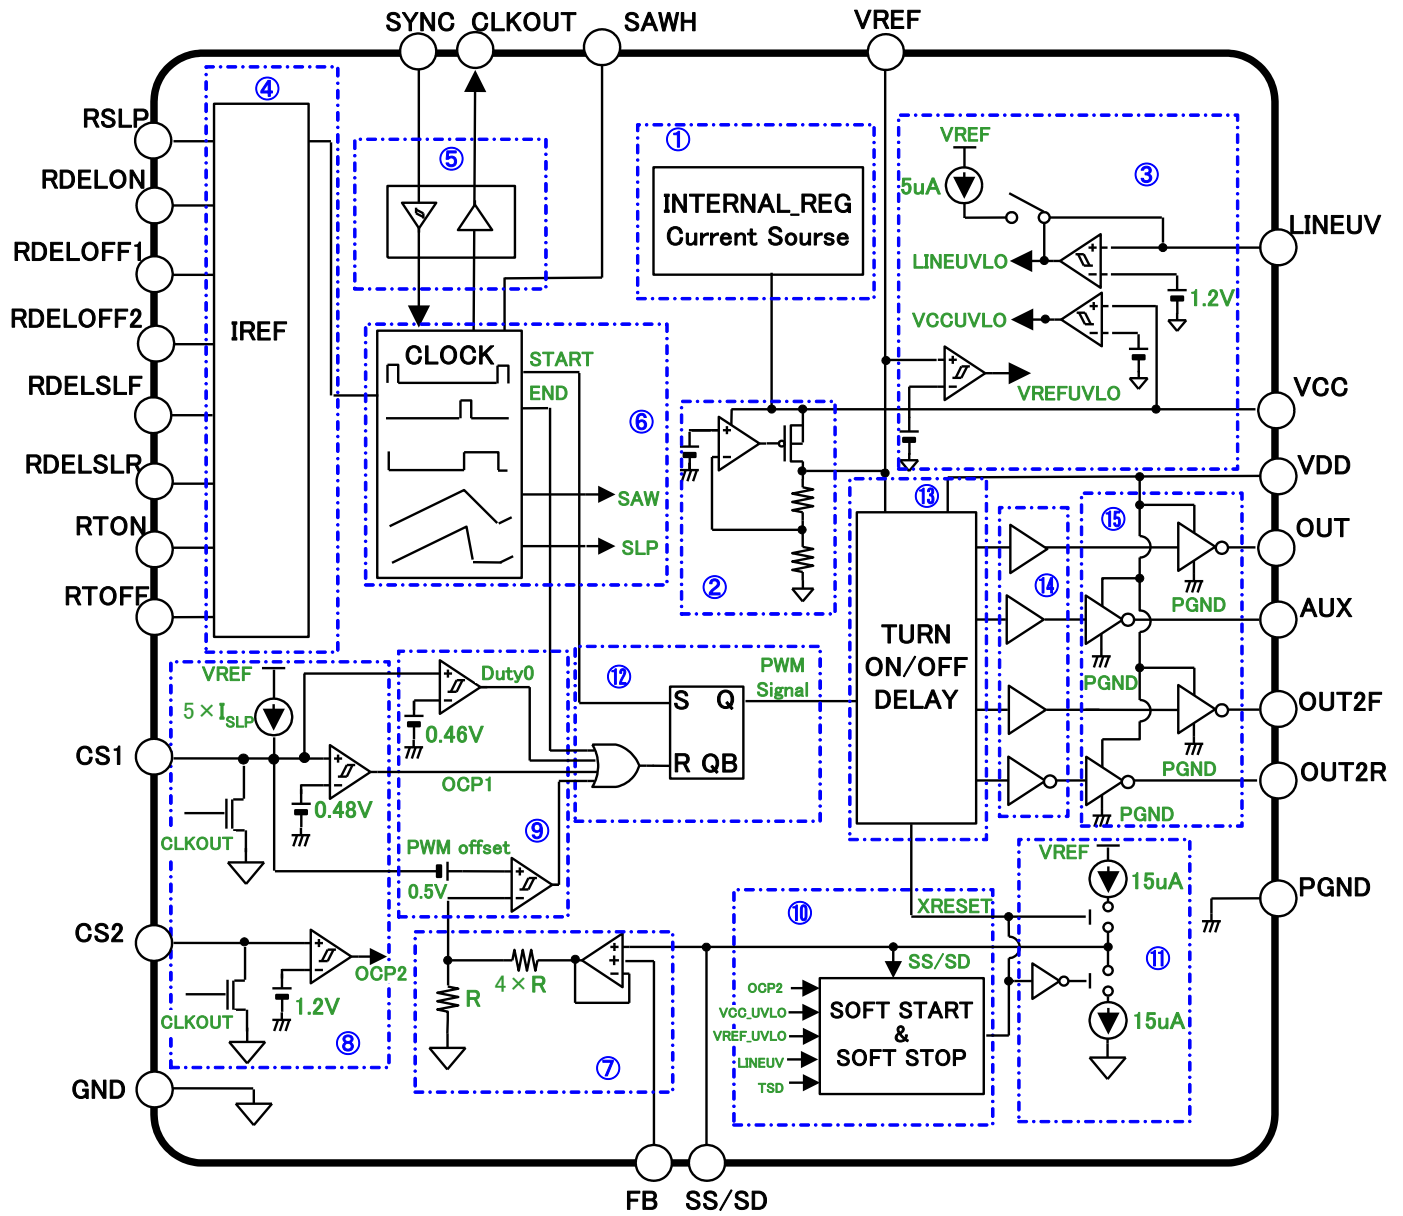 SYNC CLKOUT SAWH VREF
④
RSLP
RDELON
RDELOFF1
RDELOFF2
RDELSLF
RDELSLR
RTON
RTOFF
IREF
⑤
①
INTERNAL_REG
Current Sourse
③
VREF
5uA
LINEUVLO
1.2V
VCCUVLO
VREFUVLO
LINEUV
VCC
VDD
OUT
AUX
OUT2F
OUT2R
PGND
CLOCK
START
END
⑥
SAW
SLP
②
⑬
TURN
ON/OFF
DELAY
⑭
⑮
PGND
PGND
PGND
PGND
VREF
5×I SLP
CS1
0.48V
CLKOUT
CS2
OCP2
1.2V
CLKOUT
⑧
GND
Duty0
0.46V
OCP1
⑨
PWM offset
0.5V
⑫
PWM
Signal
S Q
R QB
R
4×R
⑦
⑩
XRESET
SS/SD
OCP2
VCC_UVLO
VREF_UVLO
LINEUV
TSD
SOFT START
&
SOFT STOP
VREF
15uA
⑪
15uA
FB SS/SD